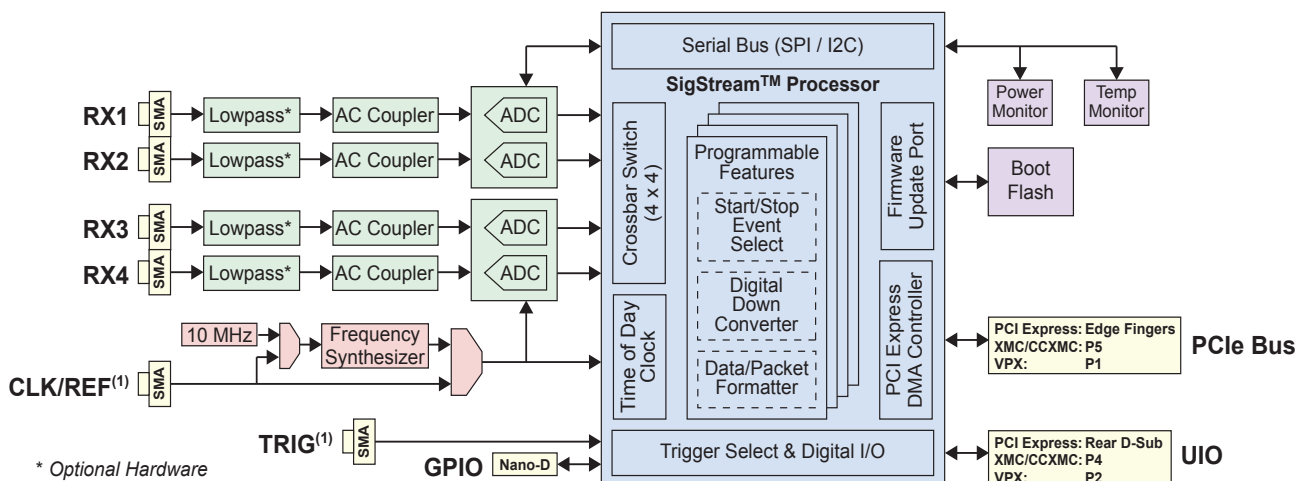 Serial Bus (SPI / I2C)
SigStream™ Processor
RX1
SMA
Lowpass*
AC Coupler
ADC
RX2
SMA
Lowpass*
AC Coupler
ADC
RX3
SMA
Lowpass*
AC Coupler
ADC
RX4
SMA
Lowpass*
AC Coupler
ADC
10 MHz
Frequency
Synthesizer
CLK/REF(1)
SMA
TRIG(1)
SMA
GPIO
Nano-D
* Optional Hardware
Crossbar Switch
(4 x 4)
Time of Day
Clock
Programmable
Features
Start/Stop
Event
Select
Digital
Down
Converter
Data/Packet
Formatter
Firmware
Update Port
PCI Express
DMA Controller
Trigger Select & Digital I/O
Power
Monitor
Temp
Monitor
Boot
Flash
PCI Express: Edge Fingers
XMC/CCXMC: P5
VPX: P1
PCIe Bus
PCI Express: Rear D-Sub
XMC/CCXMC: P4
VPX: P2
UIO